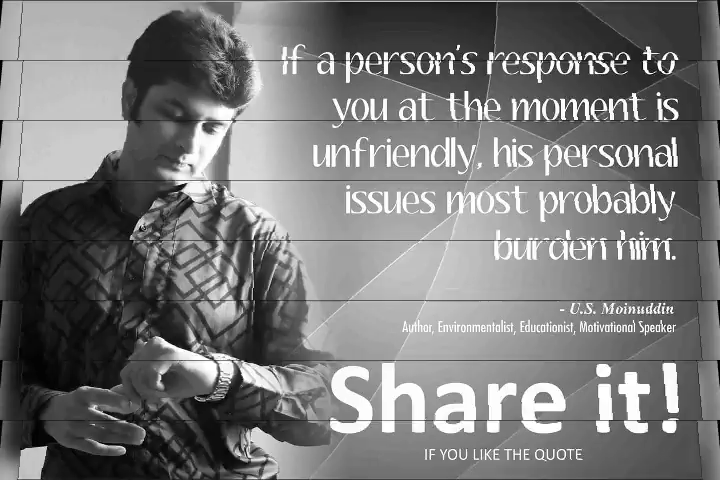 If a person's response to
you at the moment is
unfriendly, his personal
issues most probably
burden him.
- U.S. Moinuddin
Author, Environmentalist, Educationist, Motivational Speaker
Share it!
IF YOU LIKE THE QUOTE